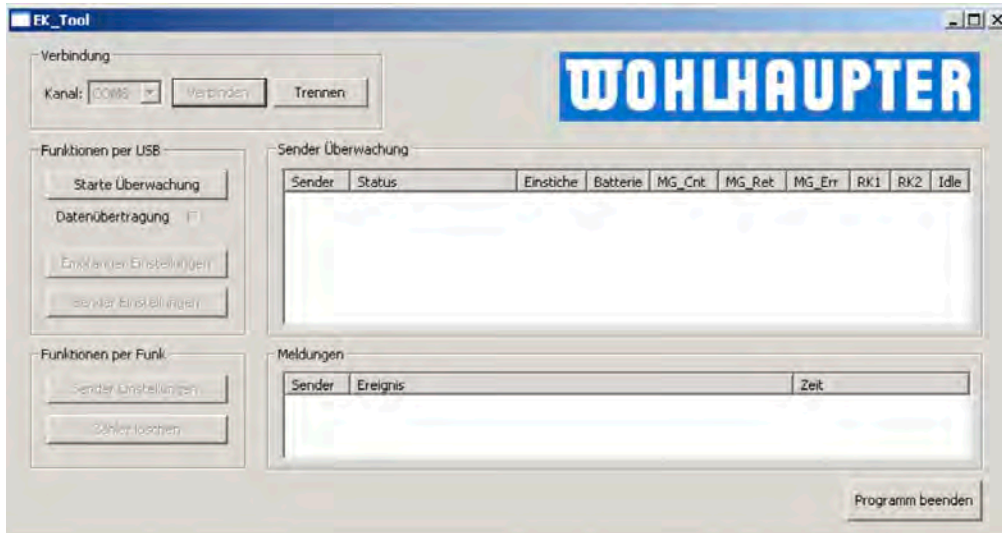 EK_Tool
Verbindung
Kanal: COM6 Verbinden Trennen
WOHLHAUPTER
Funktionen per USB
Starte Überwachung
Datenübertragung
Empfänger Einstellungen
Sender Einstellungen
Sender Überwachung
Sender Status Einstiche Batterie MG_Cnt MG_Ret MG_Err RK1 RK2 Idle
Funktionen per Funk
Sender Einstellungen
löschen
Meldungen
Sender Ereignis Zeit
Programm beenden